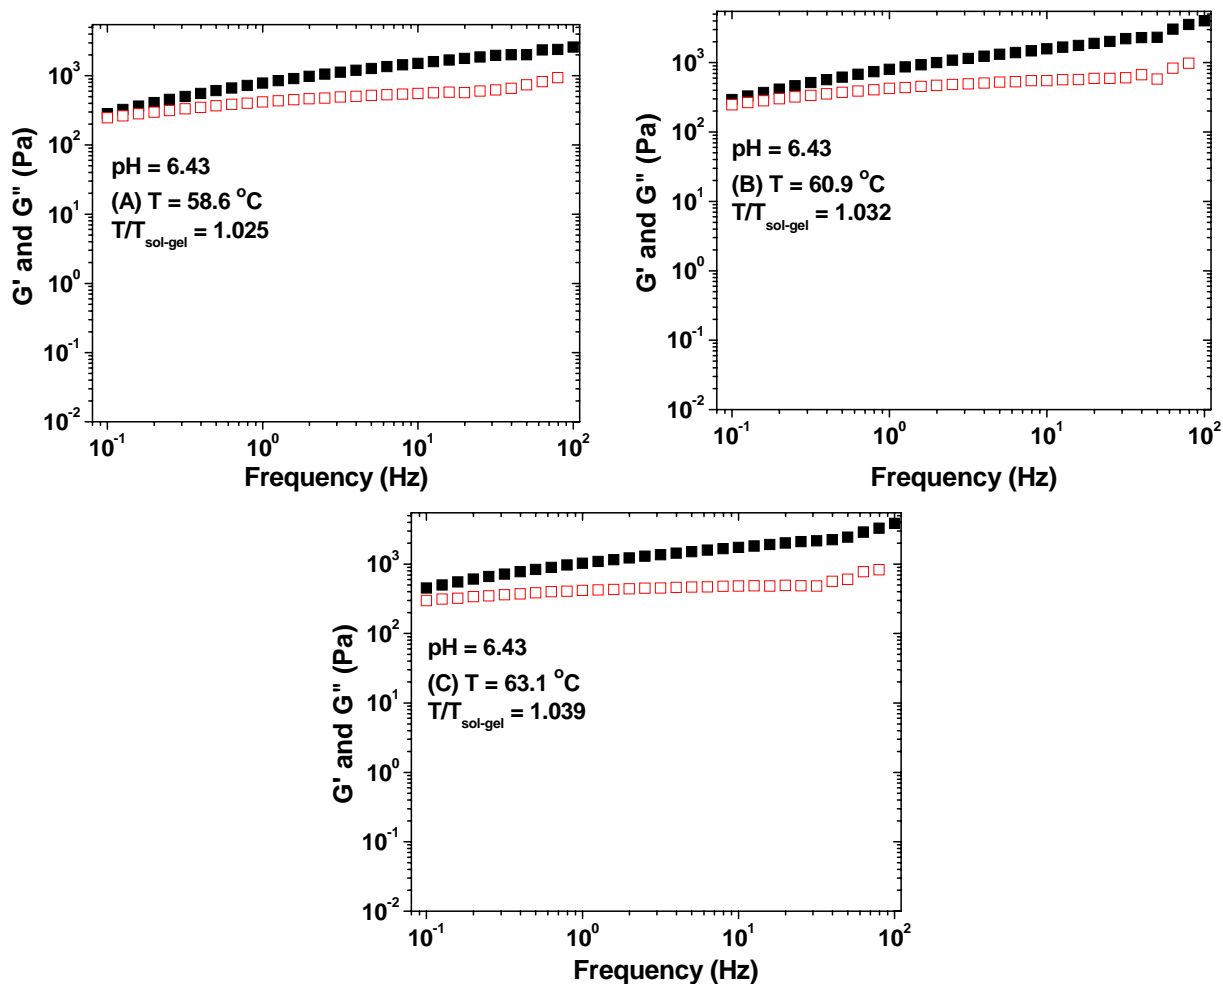 10³
10²
10¹
10⁰
10⁻¹
10⁻²
G' and G" (Pa)
pH = 6.43
(A) T = 58.6 °C
T/Tsol-gel = 1.025
10⁻¹ 10⁰ 10¹ 10²
Frequency (Hz)
10³
10²
10¹
10⁰
10⁻¹
10⁻²
G' and G" (Pa)
pH = 6.43
(B) T = 60.9 °C
T/Tsol-gel = 1.032
10⁻¹ 10⁰ 10¹ 10²
Frequency (Hz)
10³
10²
10¹
10⁰
10⁻¹
10⁻²
G' and G" (Pa)
pH = 6.43
(C) T = 63.1 °C
T/Tsol-gel = 1.039
10⁻¹ 10⁰ 10¹ 10²
Frequency (Hz)